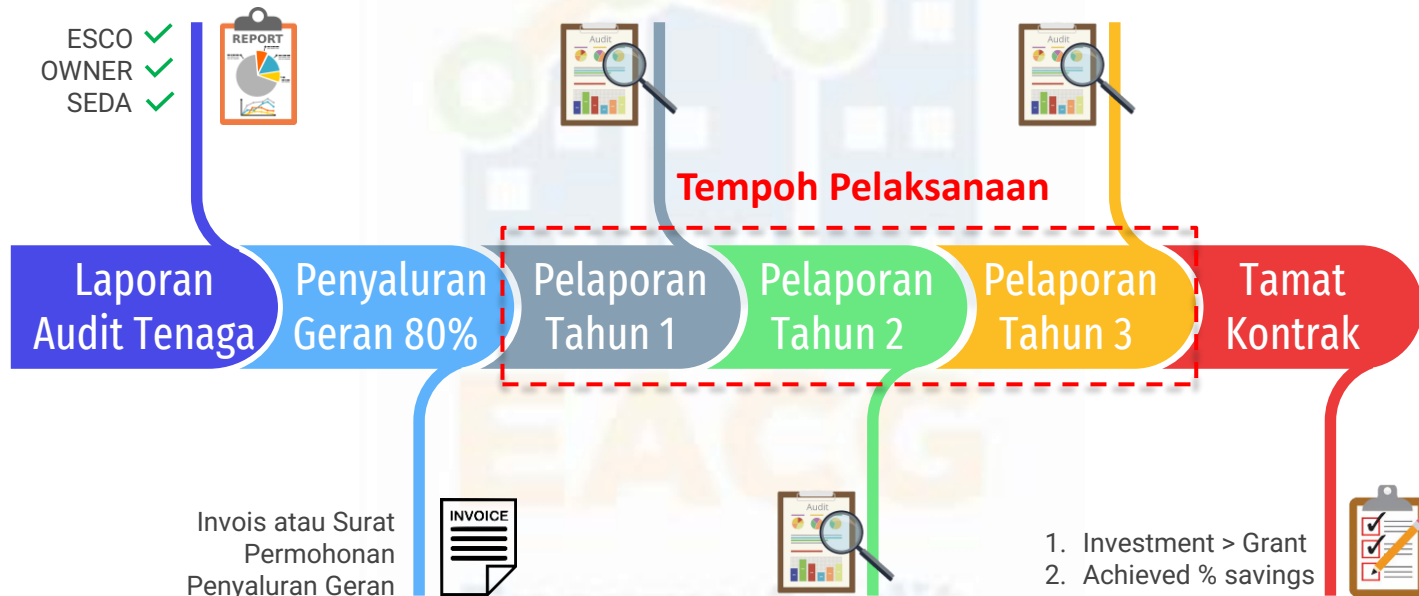 ESCO
OWNER
SEDA
REPORT
Audit
Audit
Tempoh Pelaksanaan
Laporan
Audit Tenaga
Penyaluran
Geran 80%
Pelaporan
Tahun 1
Pelaporan
Tahun 2
Pelaporan
Tahun 3
Tamat
Kontrak
EACG
Invois atau Surat
Permohonan
Penyaluran Geran
INVOICE
Audit
1. Investment > Grant
2. Achieved % savings